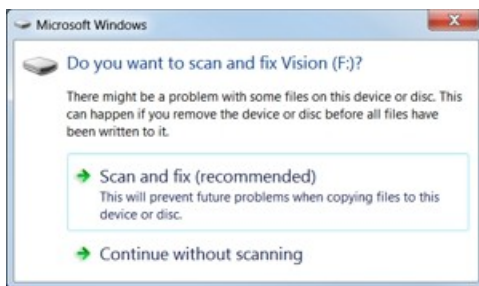 Microsoft Windows
Do you want to scan and fix Vision (F:)?
There might be a problem with some files on this device or disc. This
can happen if you remove the device or disc before all files have
been written to it.
Scan and fix (recommended)
This will prevent future problems when copying files to this
device or disc.
Continue without scanning